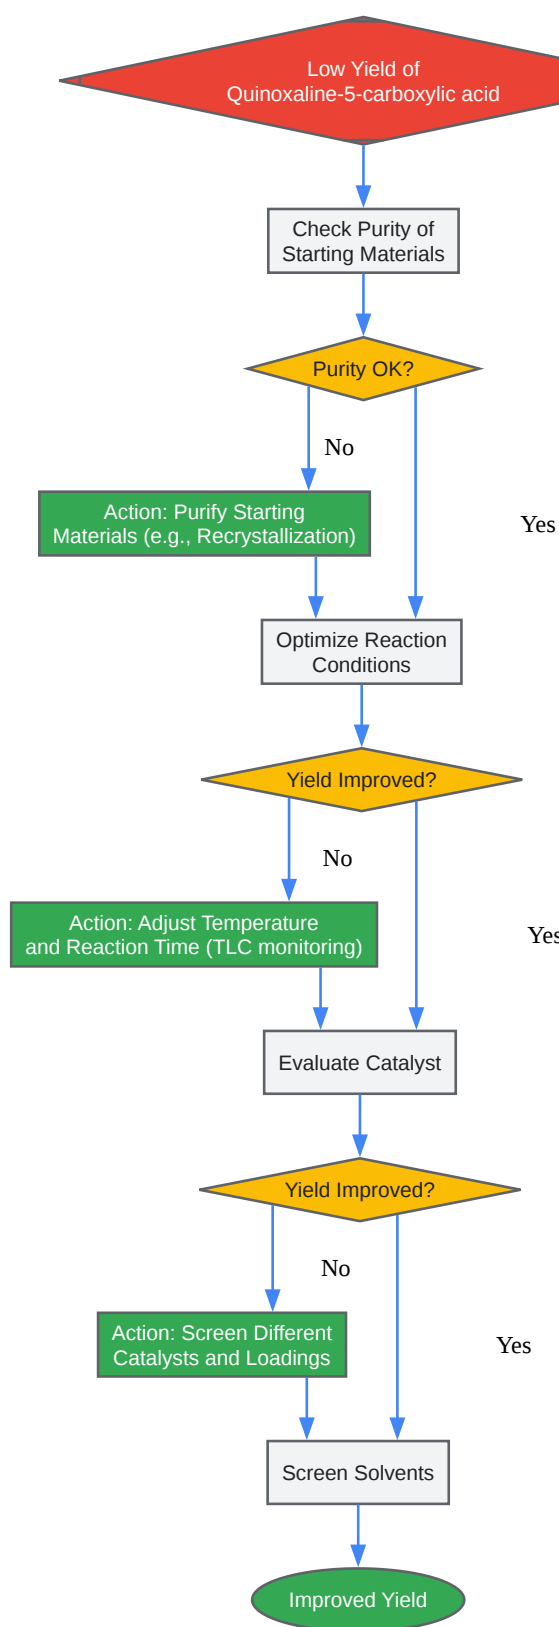 Low Yield of
Quinoxaline-5-carboxylic acid
Check Purity of
Starting Materials
Purity OK?
No
Action: Purify Starting
Materials (e.g., Recrystallization)
Yes
Optimize Reaction
Conditions
Yield Improved?
No
Action: Adjust Temperature
and Reaction Time (TLC monitoring)
Yes
Evaluate Catalyst
Yield Improved?
No
Action: Screen Different
Catalysts and Loadings
Yes
Screen Solvents
Improved Yield